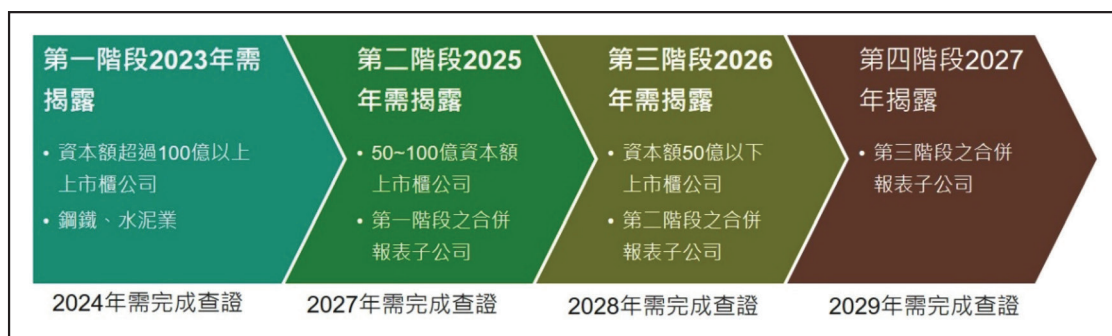 第一階段2023年需
揭露
• 資本額超過100億以上
上市櫃公司
• 鋼鐵、水泥業
2024年需完成查證
第二階段2025
年需揭露
• 50~100億資本額
上市櫃公司
• 第一階段之合併
報表子公司
2027年需完成查證
第三階段2026
年需揭露
• 資本額50億以下
上市櫃公司
• 第二階段之合併
報表子公司
2028年需完成查證
第四階段2027
年揭露
• 第三階段之合併
報表子公司
2029年需完成查證